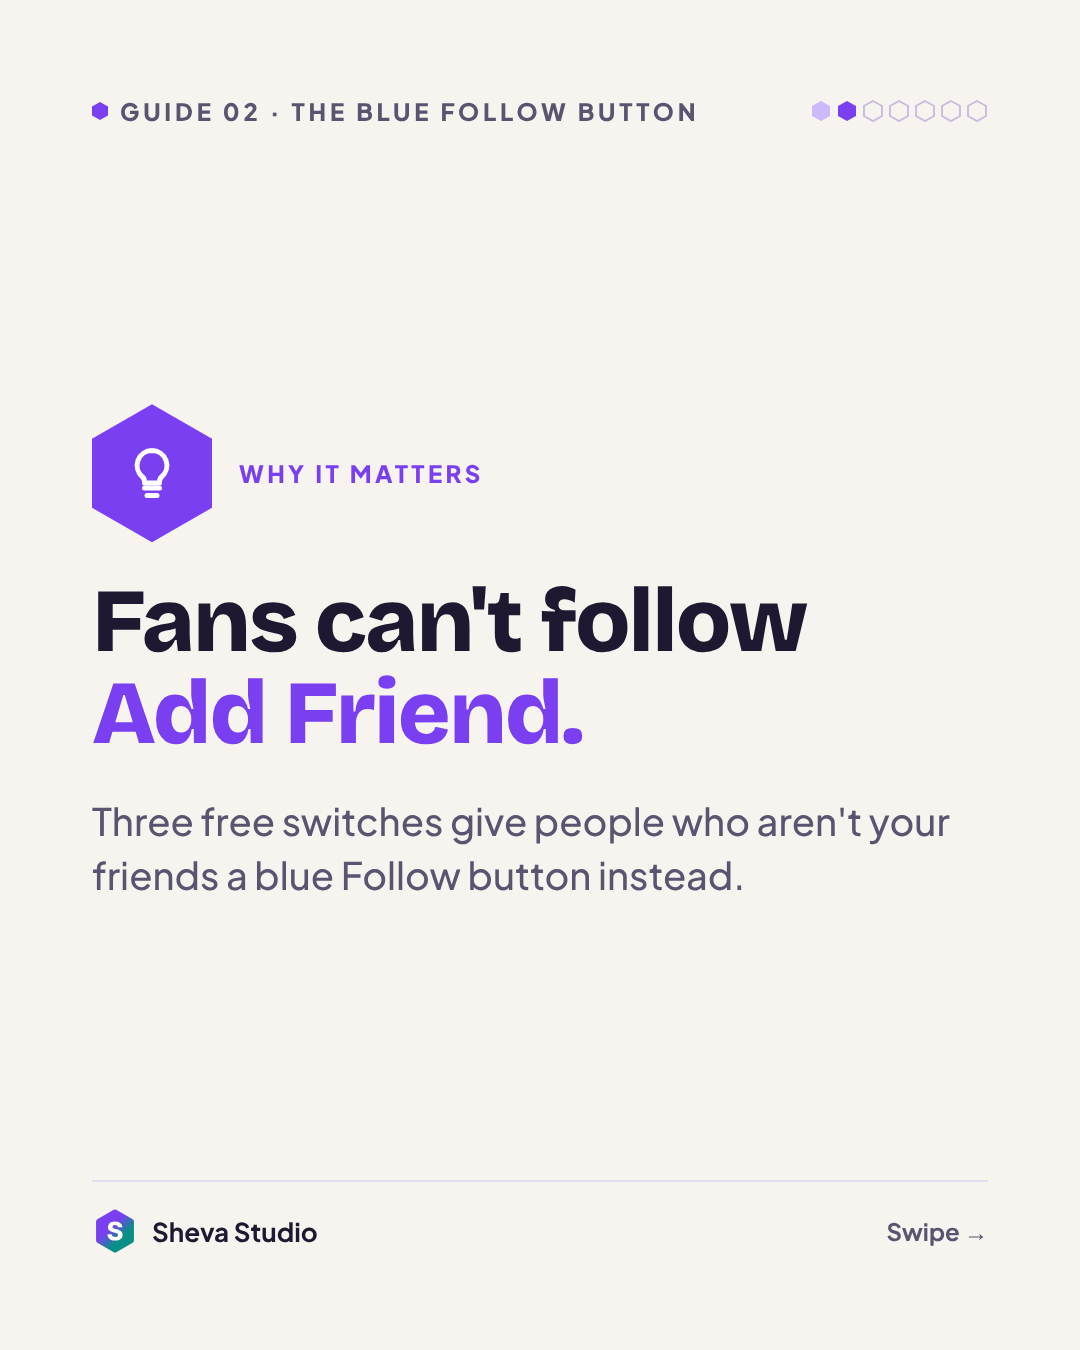 GUIDE 02 · THE BLUE FOLLOW BUTTON
WHY IT MATTERS
Fans can't follow
Add Friend.
Three free switches give people who aren't your
friends a blue Follow button instead.
S Sheva Studio
Swipe →